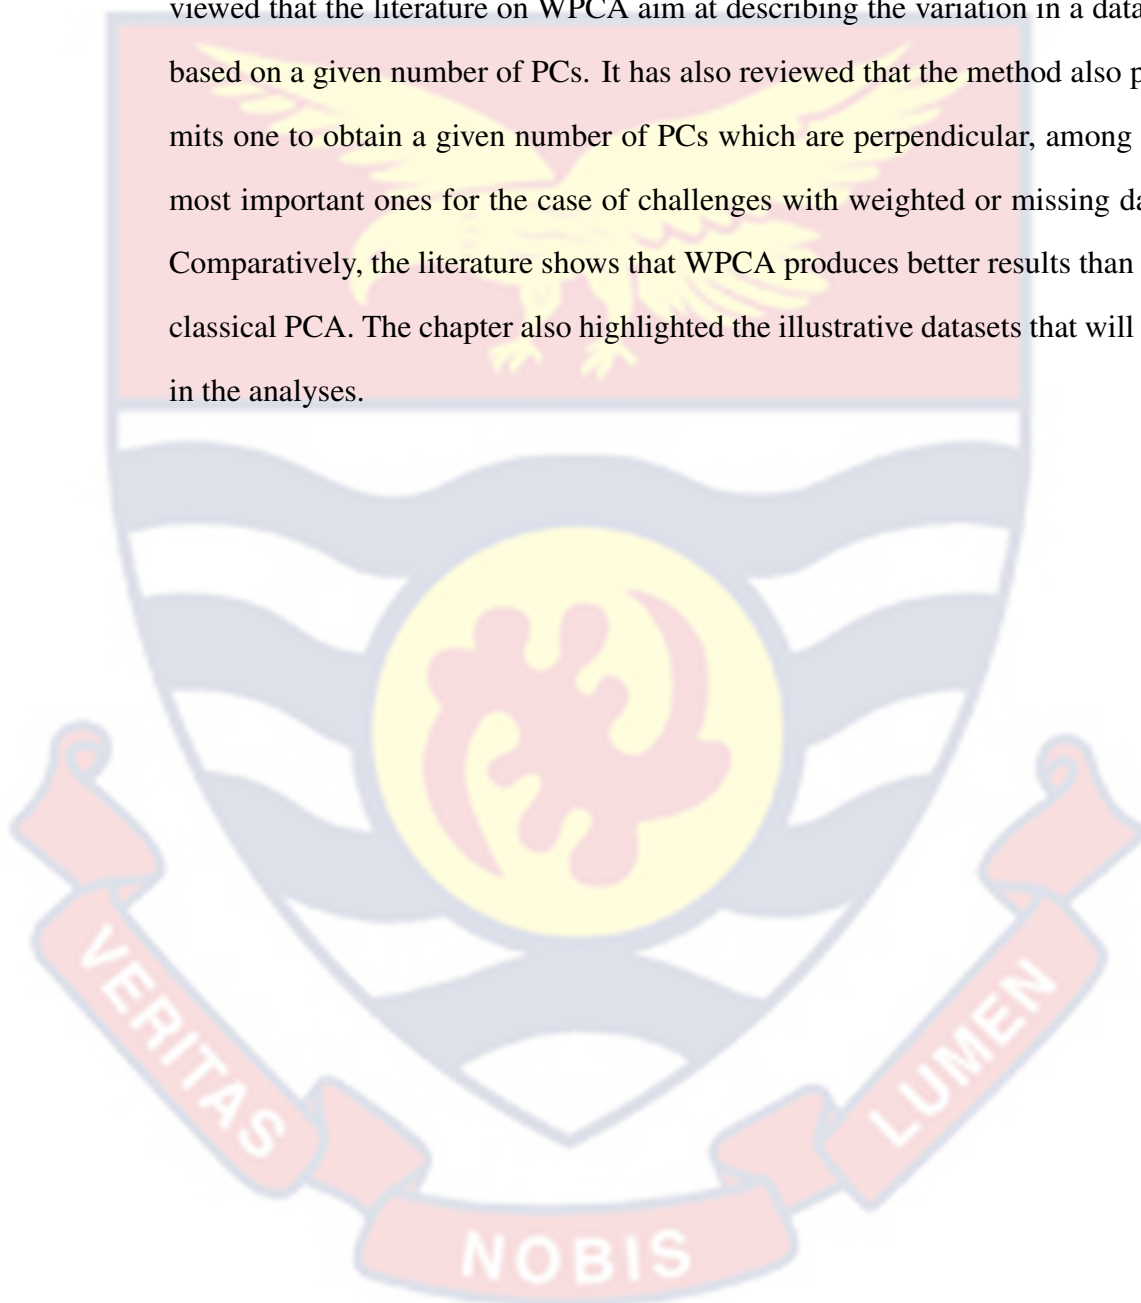 viewed that the literature on WPCA aim at describing the variation in a data
based on a given number of PCs. It has also reviewed that the method also p
mits one to obtain a given number of PCs which are perpendicular, among
most important ones for the case of challenges with weighted or missing da
Comparatively, the literature shows that WPCA produces better results than
classical PCA. The chapter also highlighted the illustrative datasets that will
in the analyses.
VERITAS
NOBIS
LUMEN